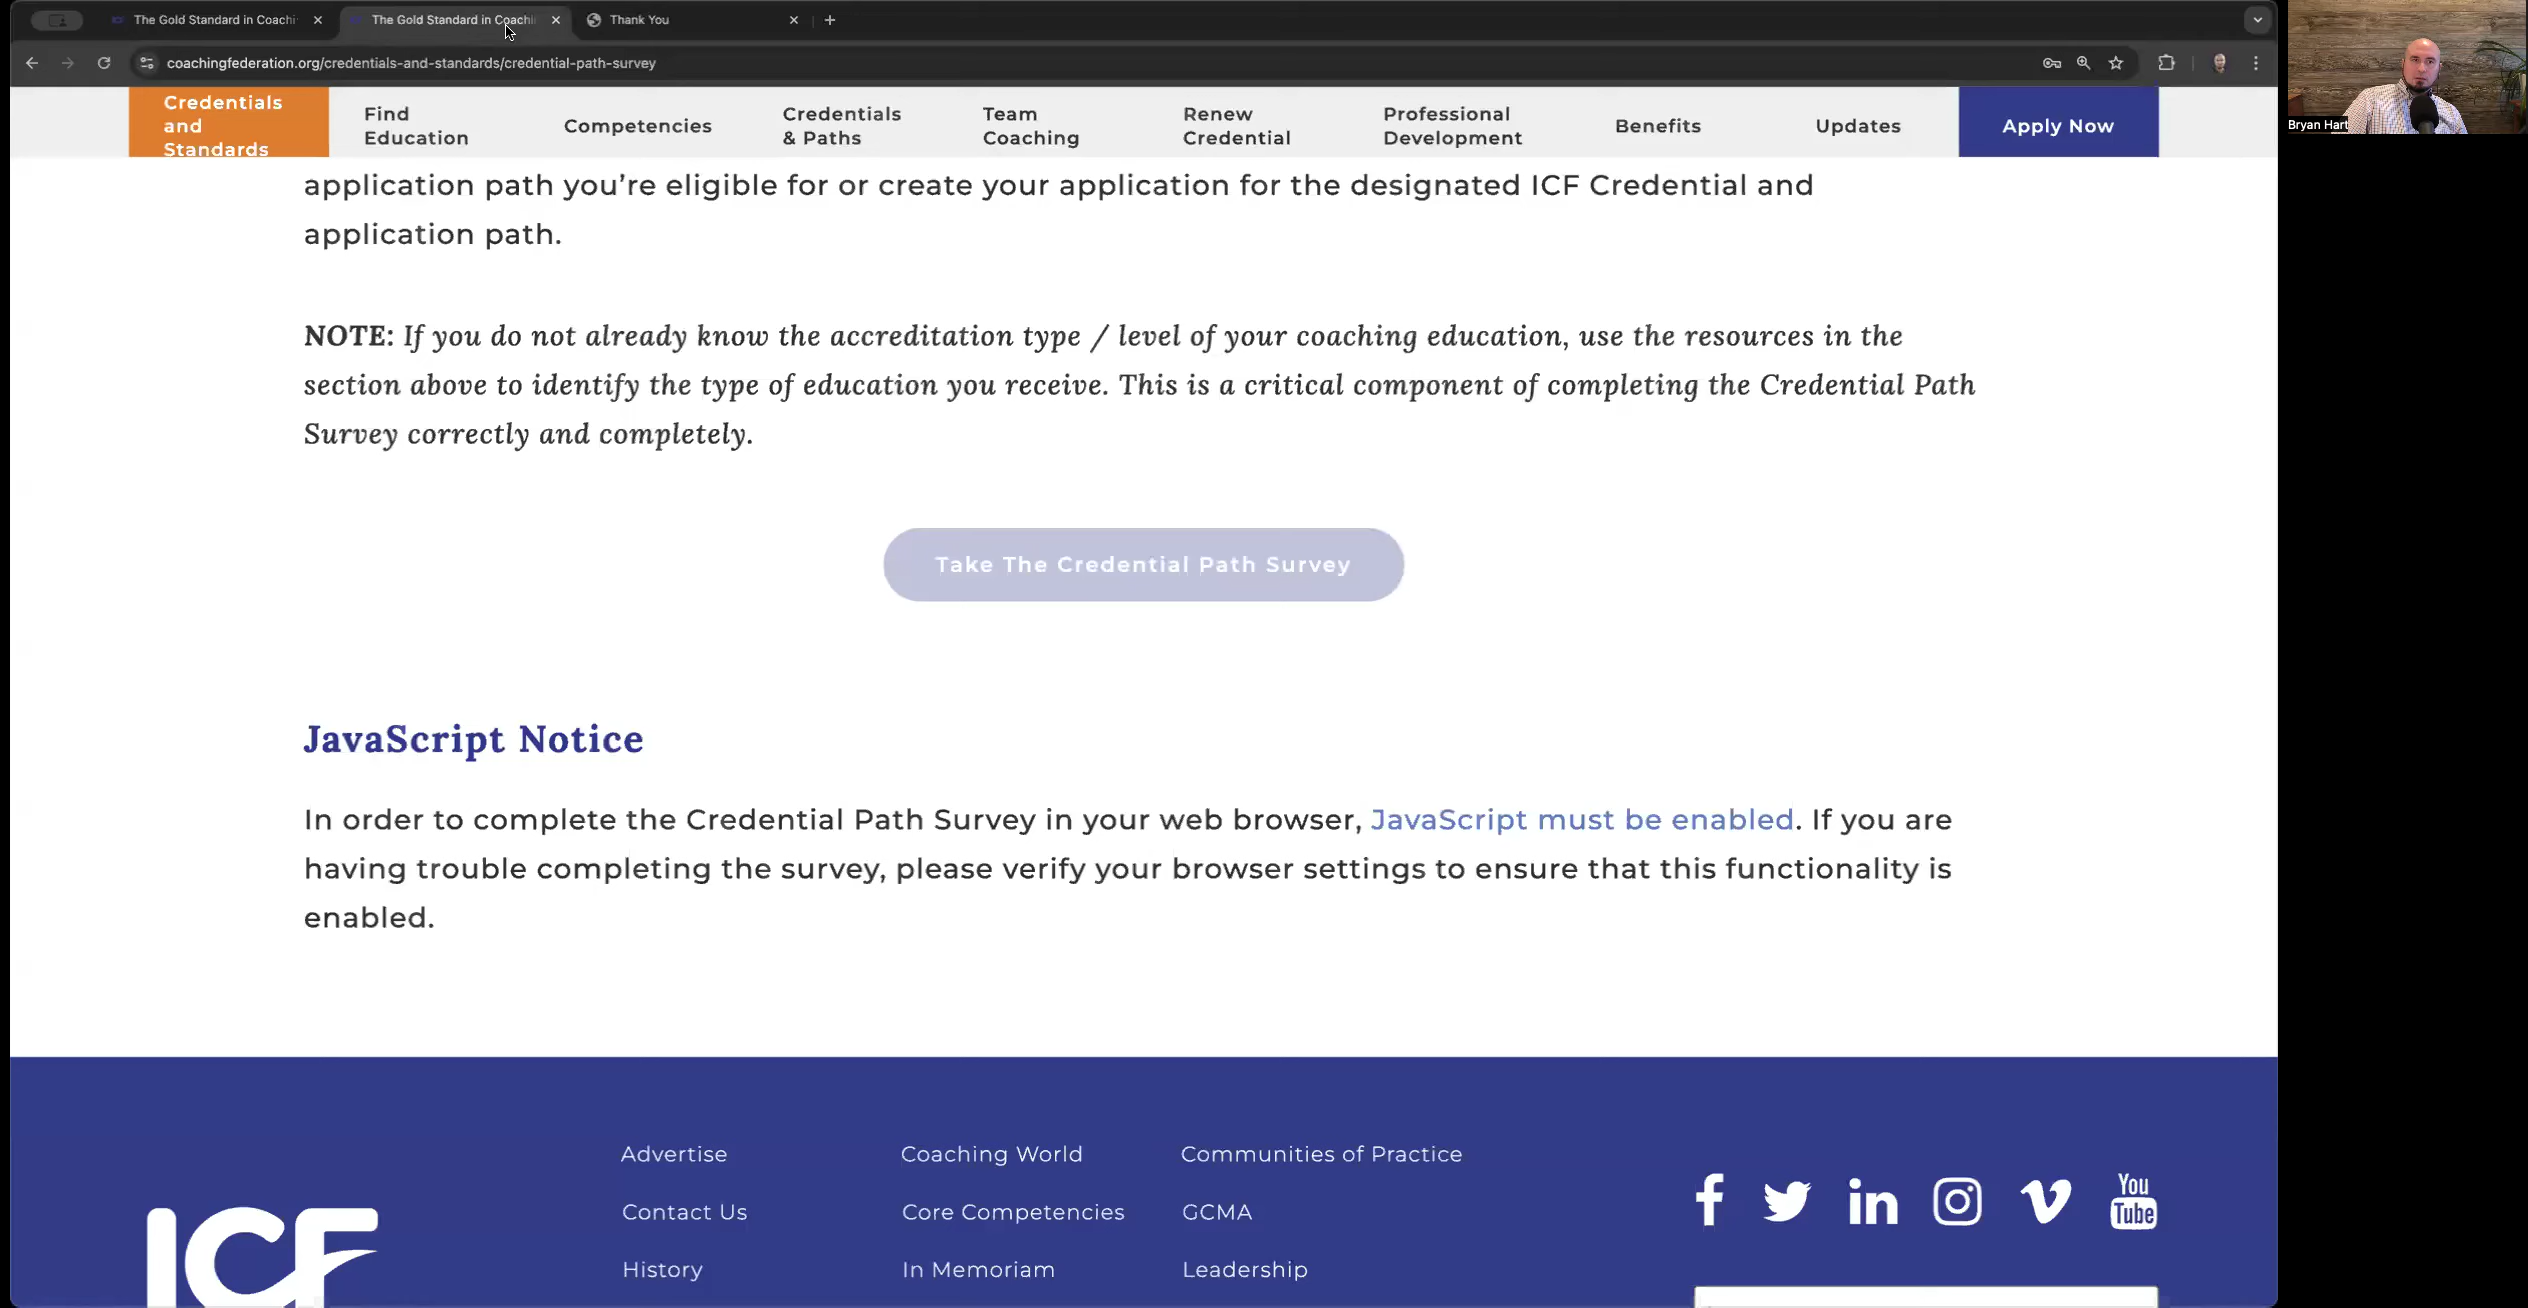 The Gold Standard in Coachi
The Gold Standard in Coachi
Thank You
coachingfederation.org/credentials-and-standards/credential-path-survey
Bryan Hart
Credentials
and
Standards
Find
Education
Competencies
Credentials
& Paths
Team
Coaching
Renew
Credential
Professional
Development
Benefits
Updates
Apply Now
application path you’re eligible for or create your application for the designated ICF Credential and
application path.
NOTE: If you do not already know the accreditation type / level of your coaching education, use the resources in the
section above to identify the type of education you receive. This is a critical component of completing the Credential Path
Survey correctly and completely.
Take The Credential Path Survey
JavaScript Notice
In order to complete the Credential Path Survey in your web browser, JavaScript must be enabled. If you are
having trouble completing the survey, please verify your browser settings to ensure that this functionality is
enabled.
ICF
Advertise
Contact Us
History
Coaching World
Core Competencies
In Memoriam
Communities of Practice
GCMA
Leadership
You
Tube